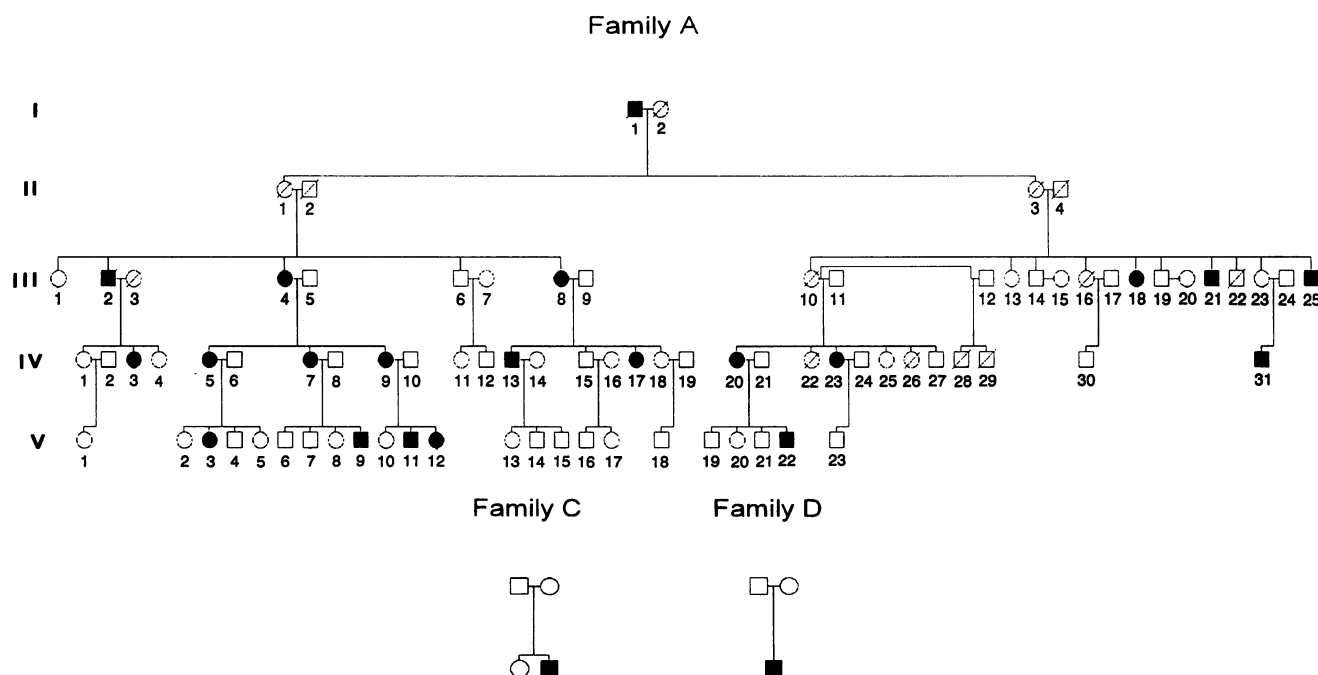 Family A
I
1 2
II
1 2 3 4
III
1 2 3 4 5 6 7 8 9 10 11 12 13 14 15 16 17 18 19 20 21 22 23 24 25
IV
1 2 3 4 5 6 7 8 9 10 11 12 13 14 15 16 17 18 19 20 21 22 23 24 25 26 27 28 29 30 31
V
1 2 3 4 5 6 7 8 9 10 11 12 13 14 15 16 17 18 19 20 21 22 23
Family C Family D